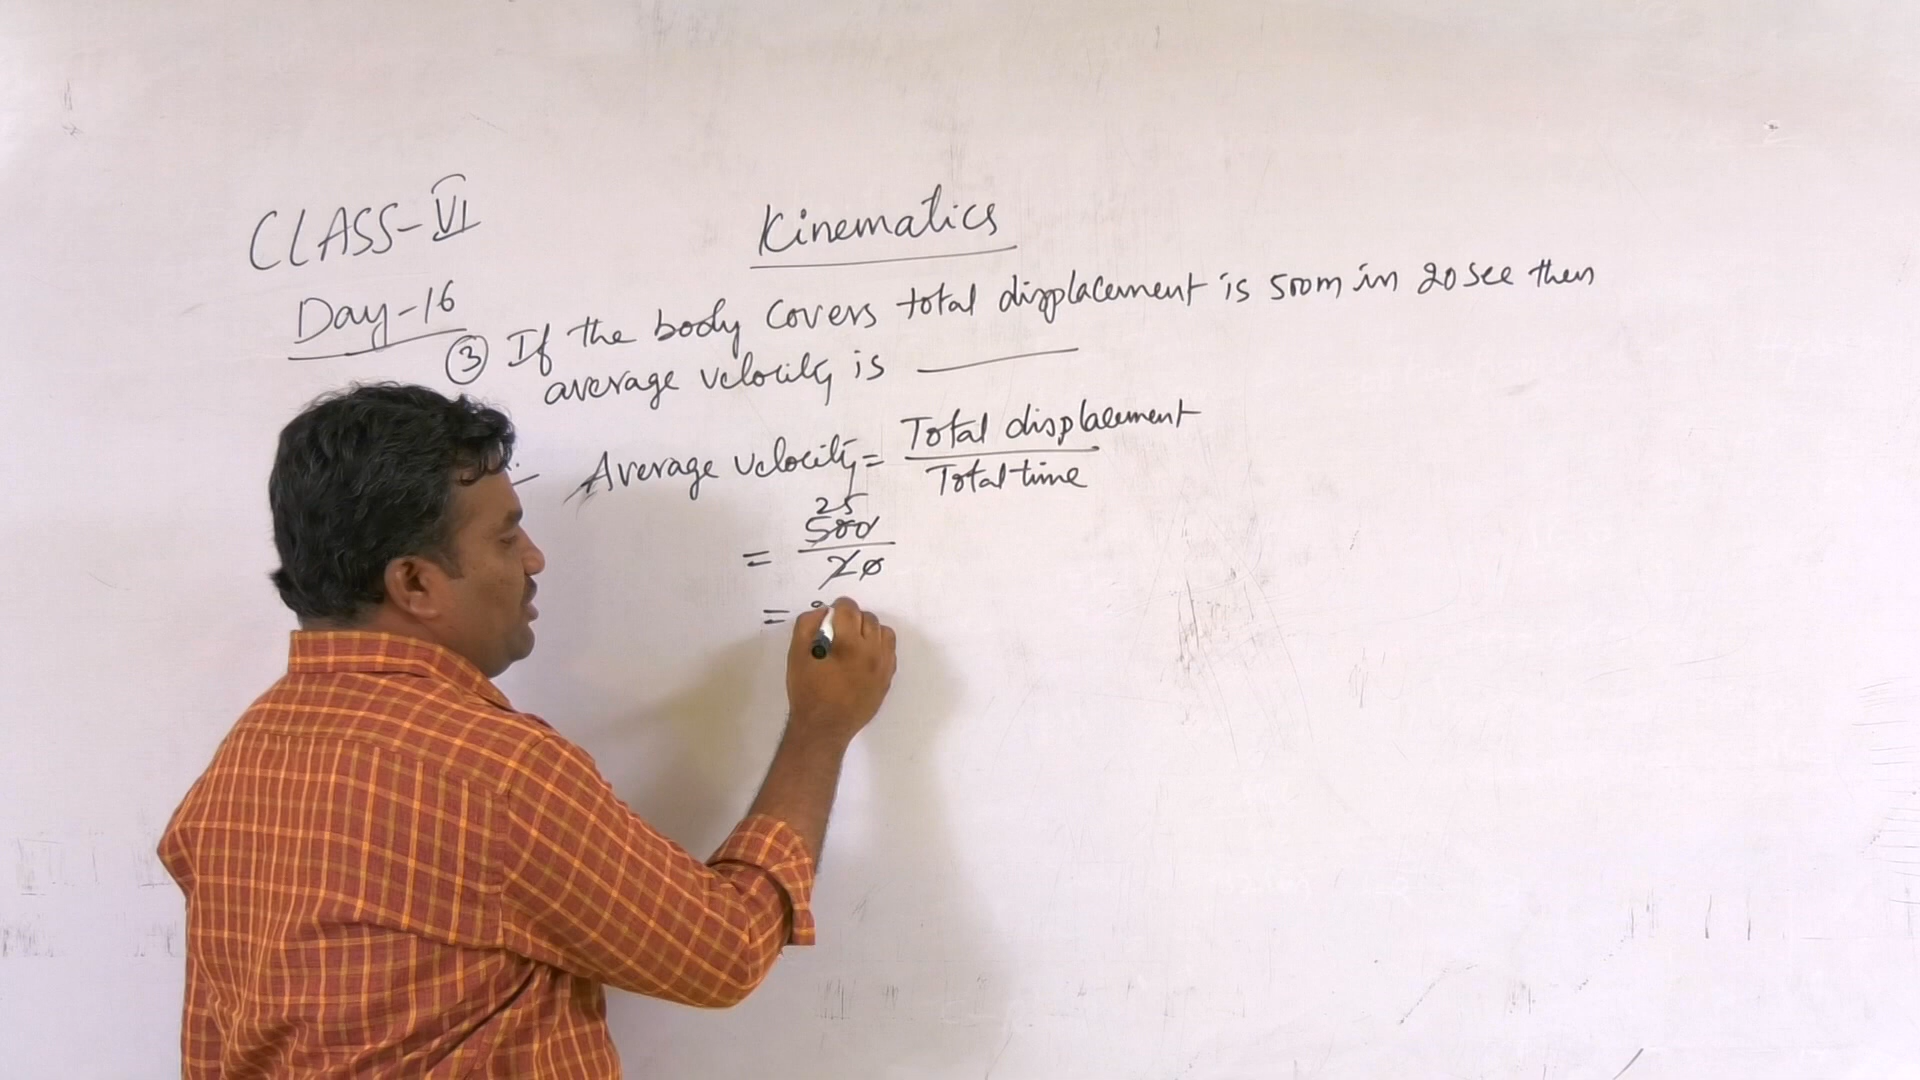 CLASS-VI
Kinematics
Day-16
③ If the body covers total displacement is 500m in 20 sec then
average velocity is ______
Average velocity = Total displacement
Total time
25
= 500
20
=